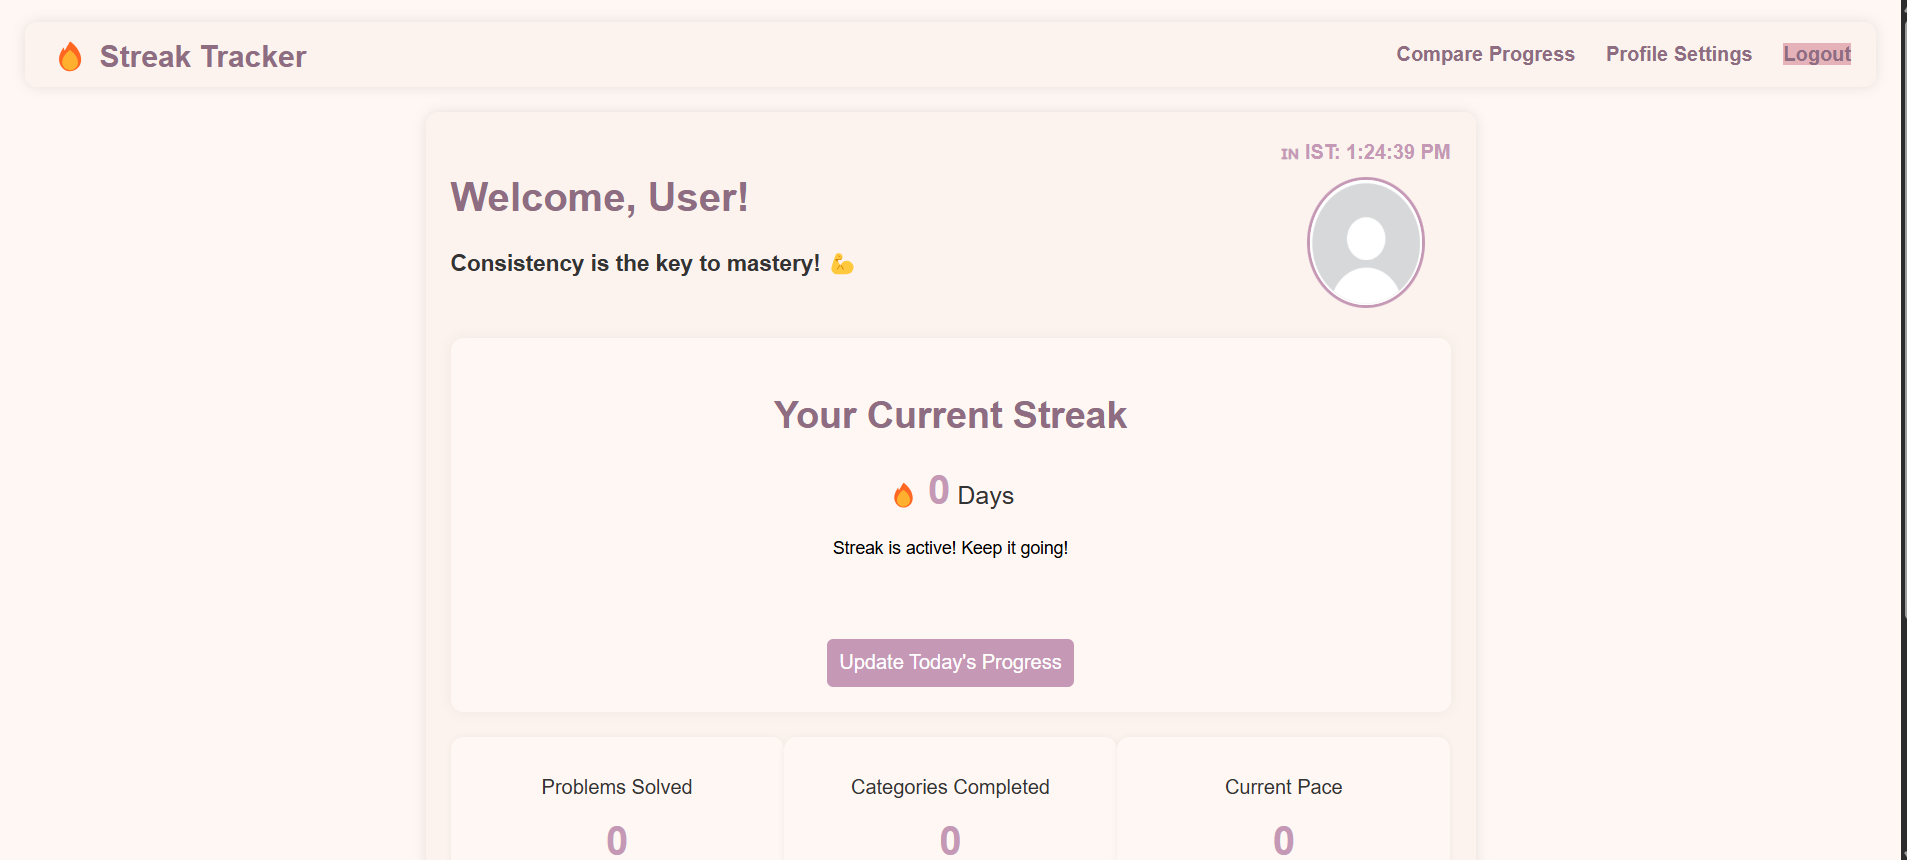 🔥 Streak Tracker
Compare Progress
Profile Settings
Logout
IN IST: 1:24:39 PM
Welcome, User!
Consistency is the key to mastery! 💪
Your Current Streak
🔥 0 Days
Streak is active! Keep it going!
Update Today's Progress
Problems Solved
0
Categories Completed
0
Current Pace
0